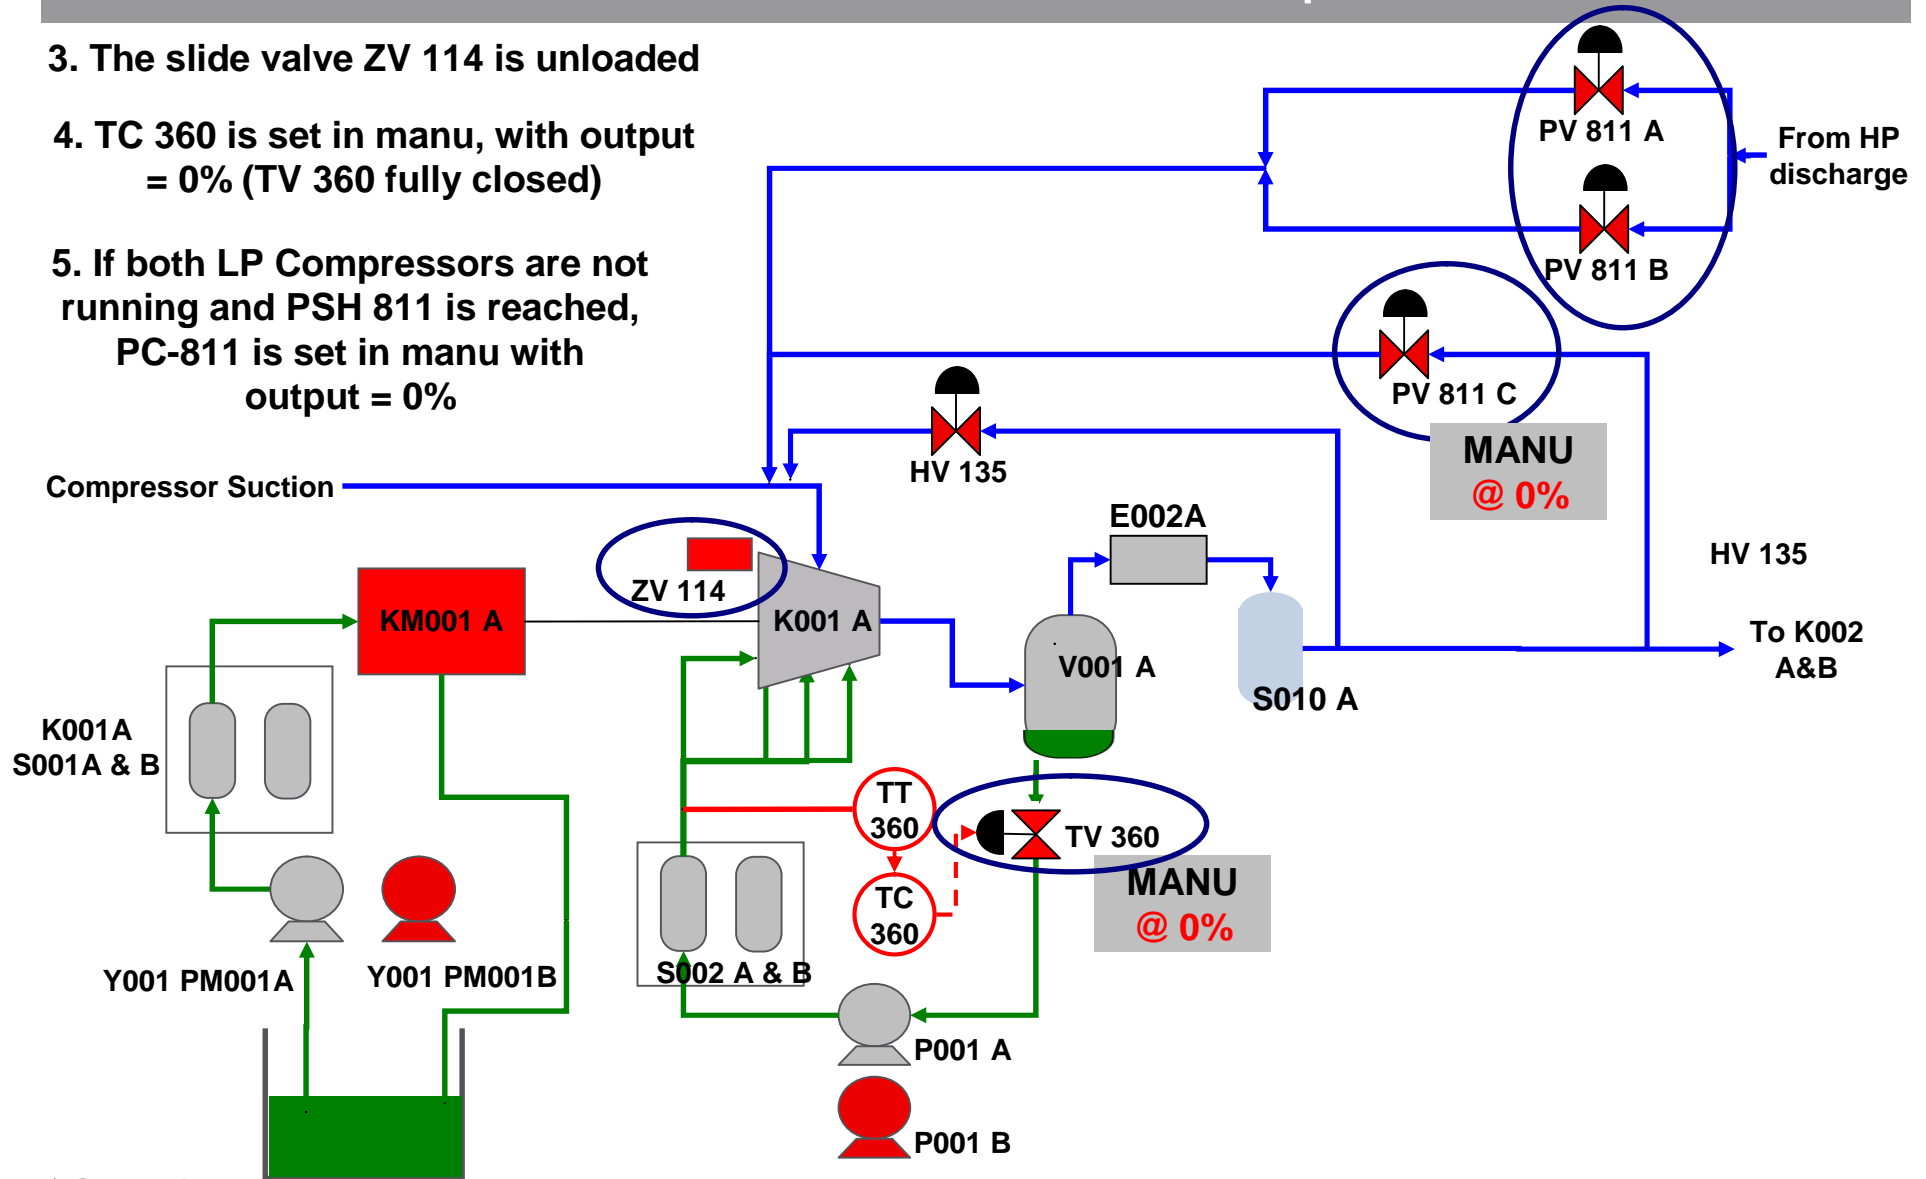 3. The slide valve ZV 114 is unloaded
4. TC 360 is set in manu, with output
= 0% (TV 360 fully closed)
5. If both LP Compressors are not
running and PSH 811 is reached,
PC-811 is set in manu with
output = 0%
PV 811 A
From HP
discharge
PV 811 B
PV 811 C
MANU
@ 0%
HV 135
Compressor Suction
E002A
HV 135
ZV 114
KM001 A
K001 A
V001 A
S010 A
To K002
A&B
K001A
S001A & B
TT
360
TV 360
MANU
@ 0%
TC
360
Y001 PM001A
Y001 PM001B
S002 A & B
P001 A
P001 B